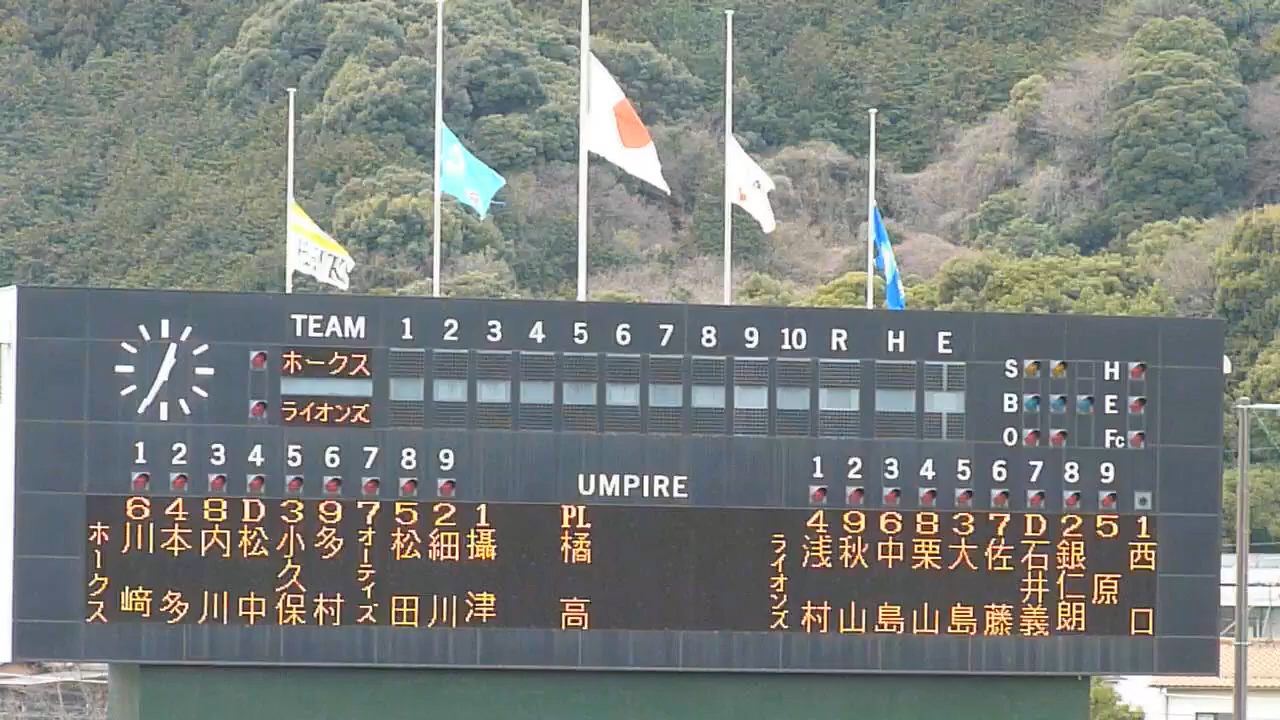 TEAM 1 2 3 4 5 6 7 8 9 10 R H E
ホークス
ライオンズ
S H
B E
O Fc
1 2 3 4 5 6 7 8 9
UMPIRE
1 2 3 4 5 6 7 8 9
ホークス
6 川﨑
4 本多
8 内川
D 松中
3 小久保
9 多村
7 オーティズ
5 松田
2 細川
1 攝津
PL 橘高
ライオンズ
4 浅村
9 秋山
6 中島
8 栗山
3 大島
7 佐藤
D 石井義
2 銀仁朗
5 原
1 西口